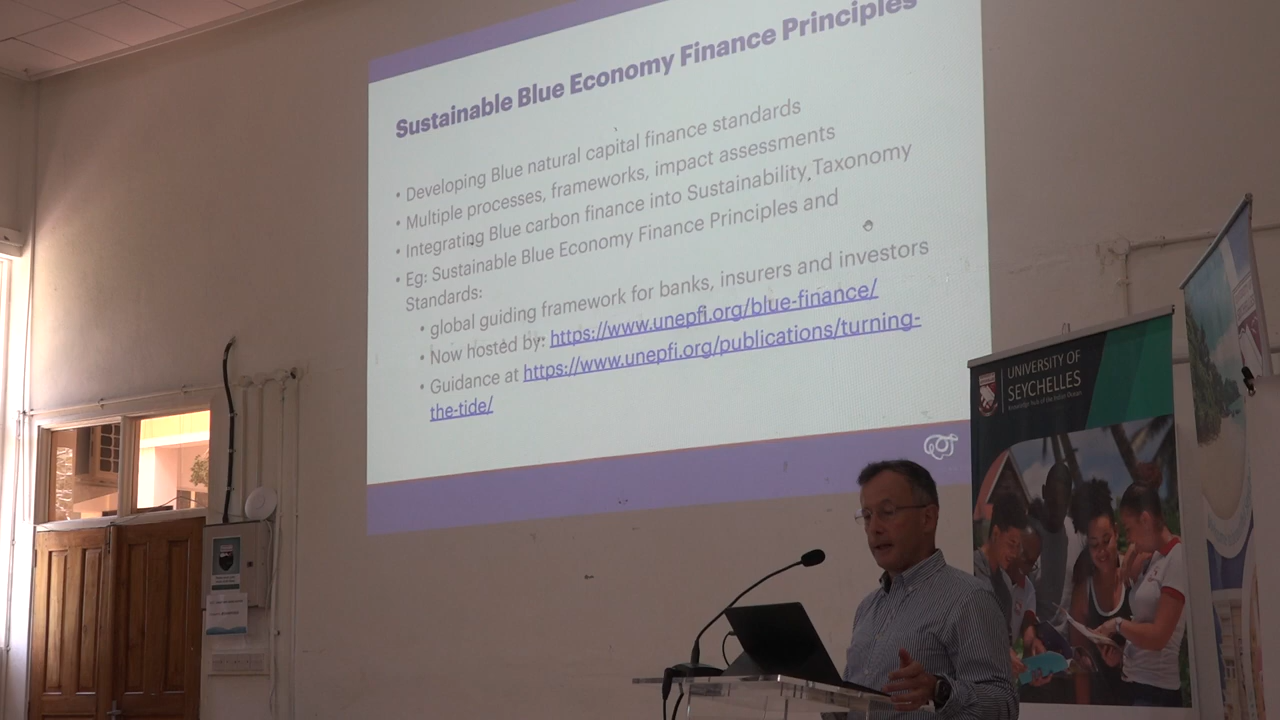 Sustainable Blue Economy Finance Principles
• Developing Blue natural capital finance standards
• Multiple processes, frameworks, impact assessments
• Integrating Blue carbon finance into Sustainability Taxonomy
• Eg: Sustainable Blue Economy Finance Principles and
Standards:
• global guiding framework for banks, insurers and investors
• Now hosted by: https://www.unepfi.org/blue-finance/
• Guidance at https://www.unepfi.org/publications/turning-
the-tide/
UNIVERSITY OF
SEYCHELLES